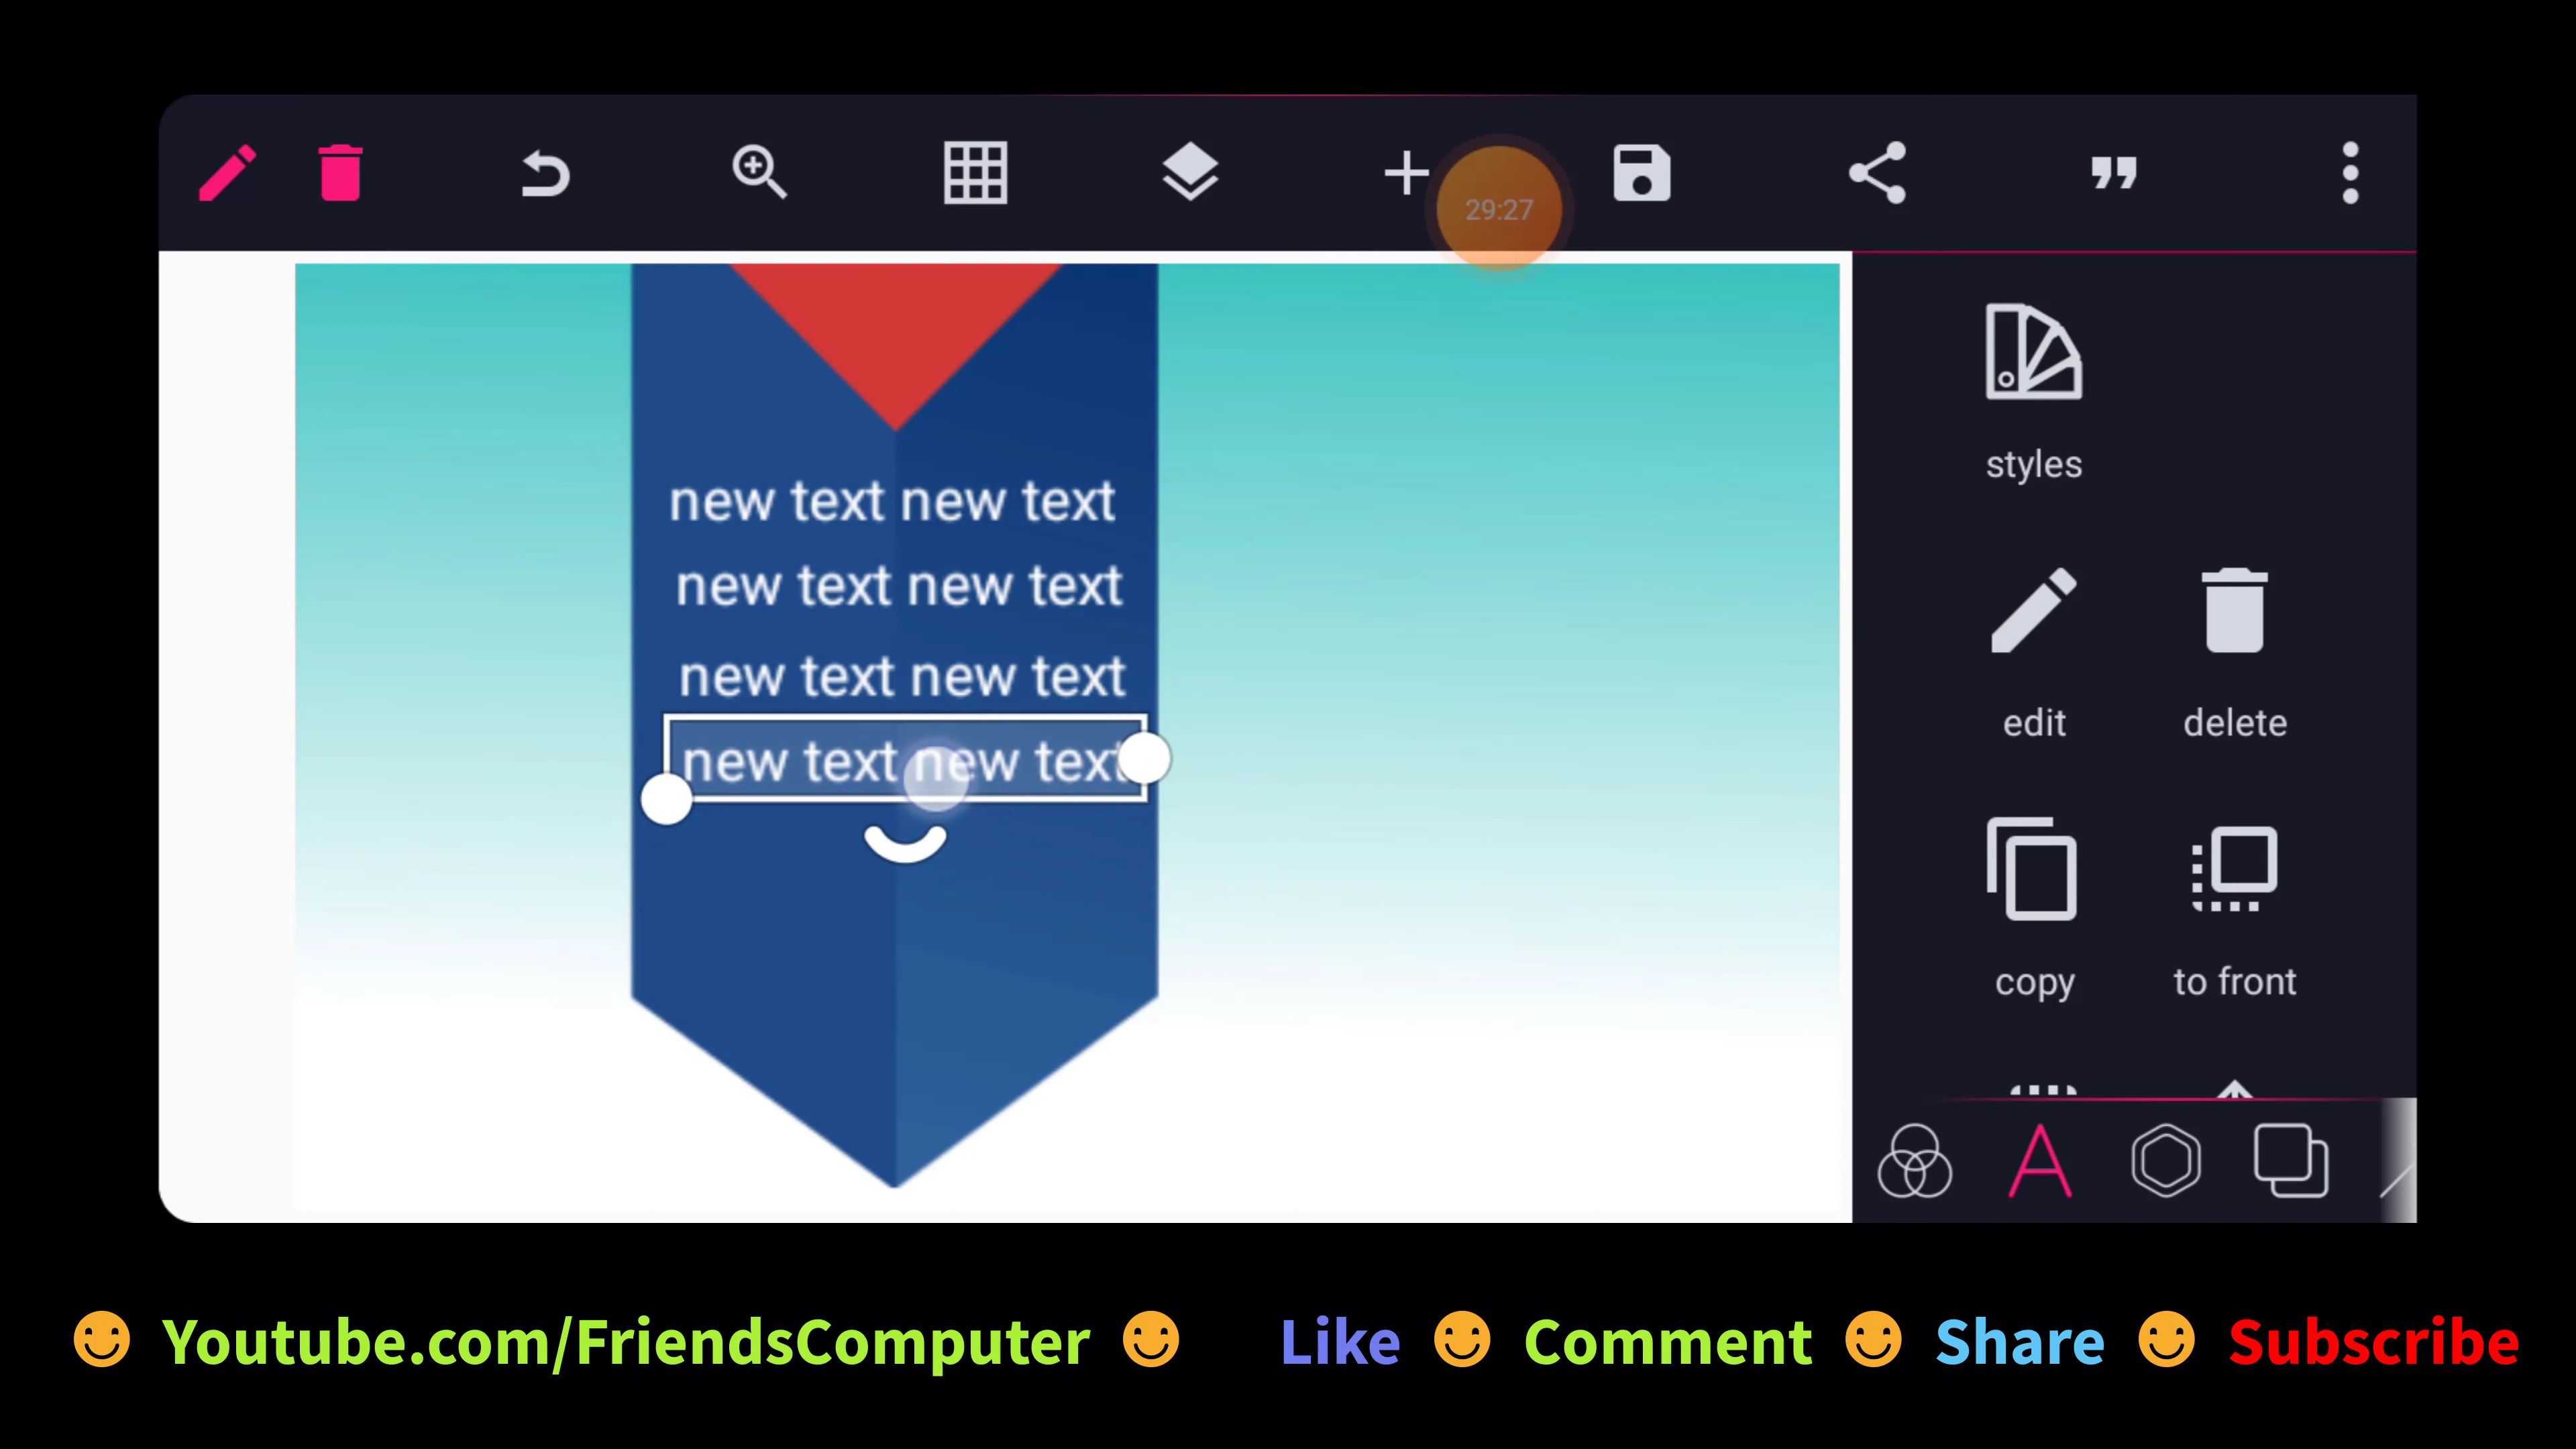 29:27
styles
new text new text
new text new text
edit delete
new text new text
new text new text
copy to front
Youtube.com/FriendsComputer Like Comment Share Subscribe